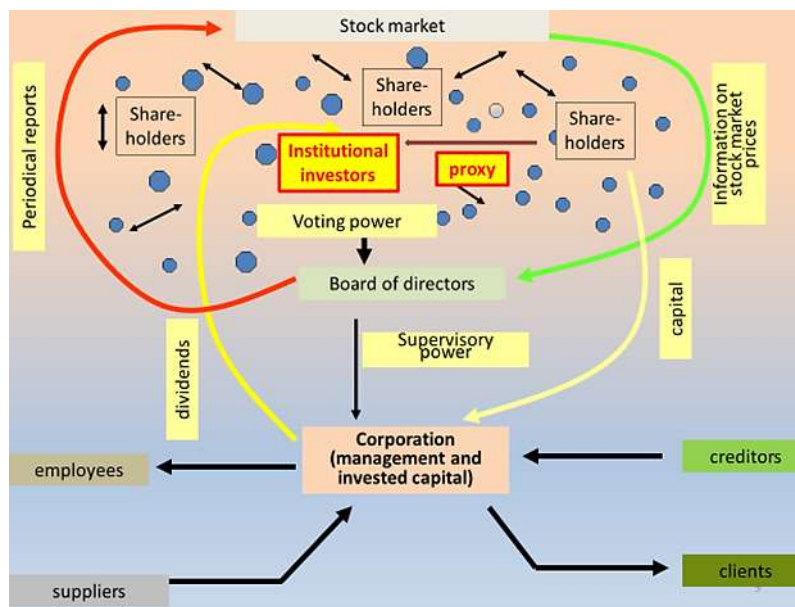 Stock market
Periodical reports
Share-
holders
Share-
holders
Share-
holders
Institutional
investors
proxy
Information on
stock market
prices
Voting power
Board of directors
dividends
Supervisory
power
capital
Corporation
(management and
invested capital)
employees
creditors
suppliers
clients